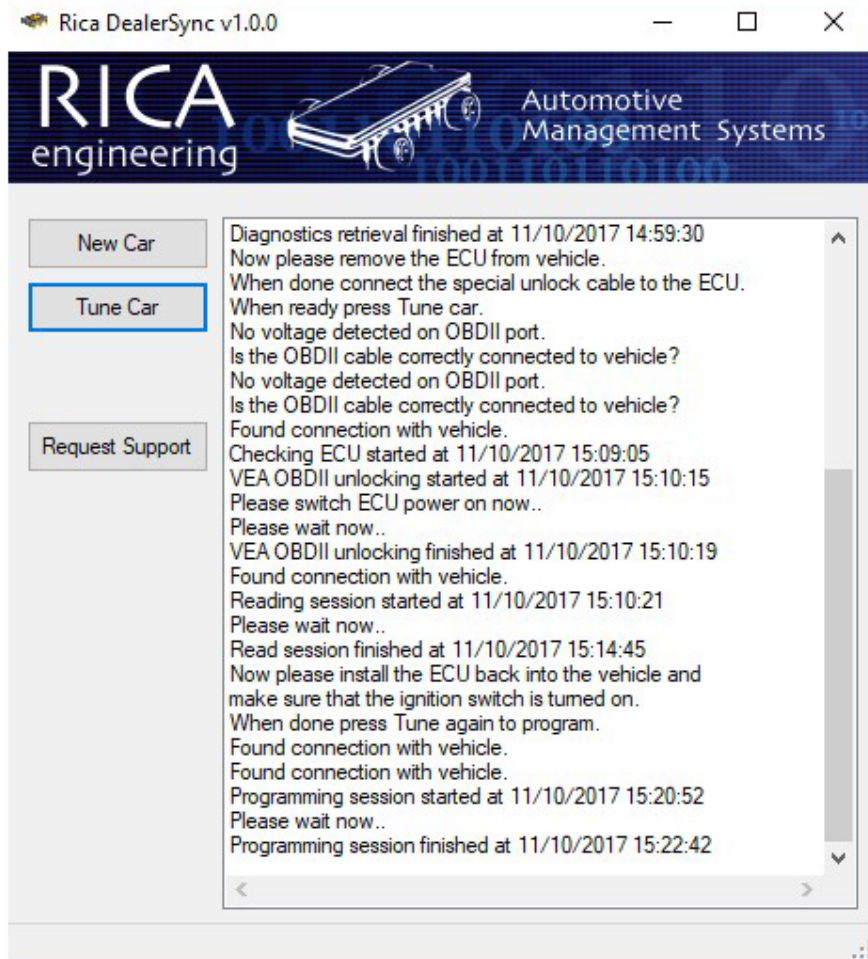 Rica DealerSync v1.0.0
RICA
engineering
Automotive
Management Systems
10011011010010
100110110100
New Car
Tune Car
Request Support
Diagnostics retrieval finished at 11/10/2017 14:59:30
Now please remove the ECU from vehicle.
When done connect the special unlock cable to the ECU.
When ready press Tune car.
No voltage detected on OBDII port.
Is the OBDII cable correctly connected to vehicle?
No voltage detected on OBDII port.
Is the OBDII cable correctly connected to vehicle?
Found connection with vehicle.
Checking ECU started at 11/10/2017 15:09:05
VEA OBDII unlocking started at 11/10/2017 15:10:15
Please switch ECU power on now..
Please wait now..
VEA OBDII unlocking finished at 11/10/2017 15:10:19
Found connection with vehicle.
Reading session started at 11/10/2017 15:10:21
Please wait now..
Read session finished at 11/10/2017 15:14:45
Now please install the ECU back into the vehicle and
make sure that the ignition switch is turned on.
When done press Tune again to program.
Found connection with vehicle.
Found connection with vehicle.
Programming session started at 11/10/2017 15:20:52
Please wait now..
Programming session finished at 11/10/2017 15:22:42